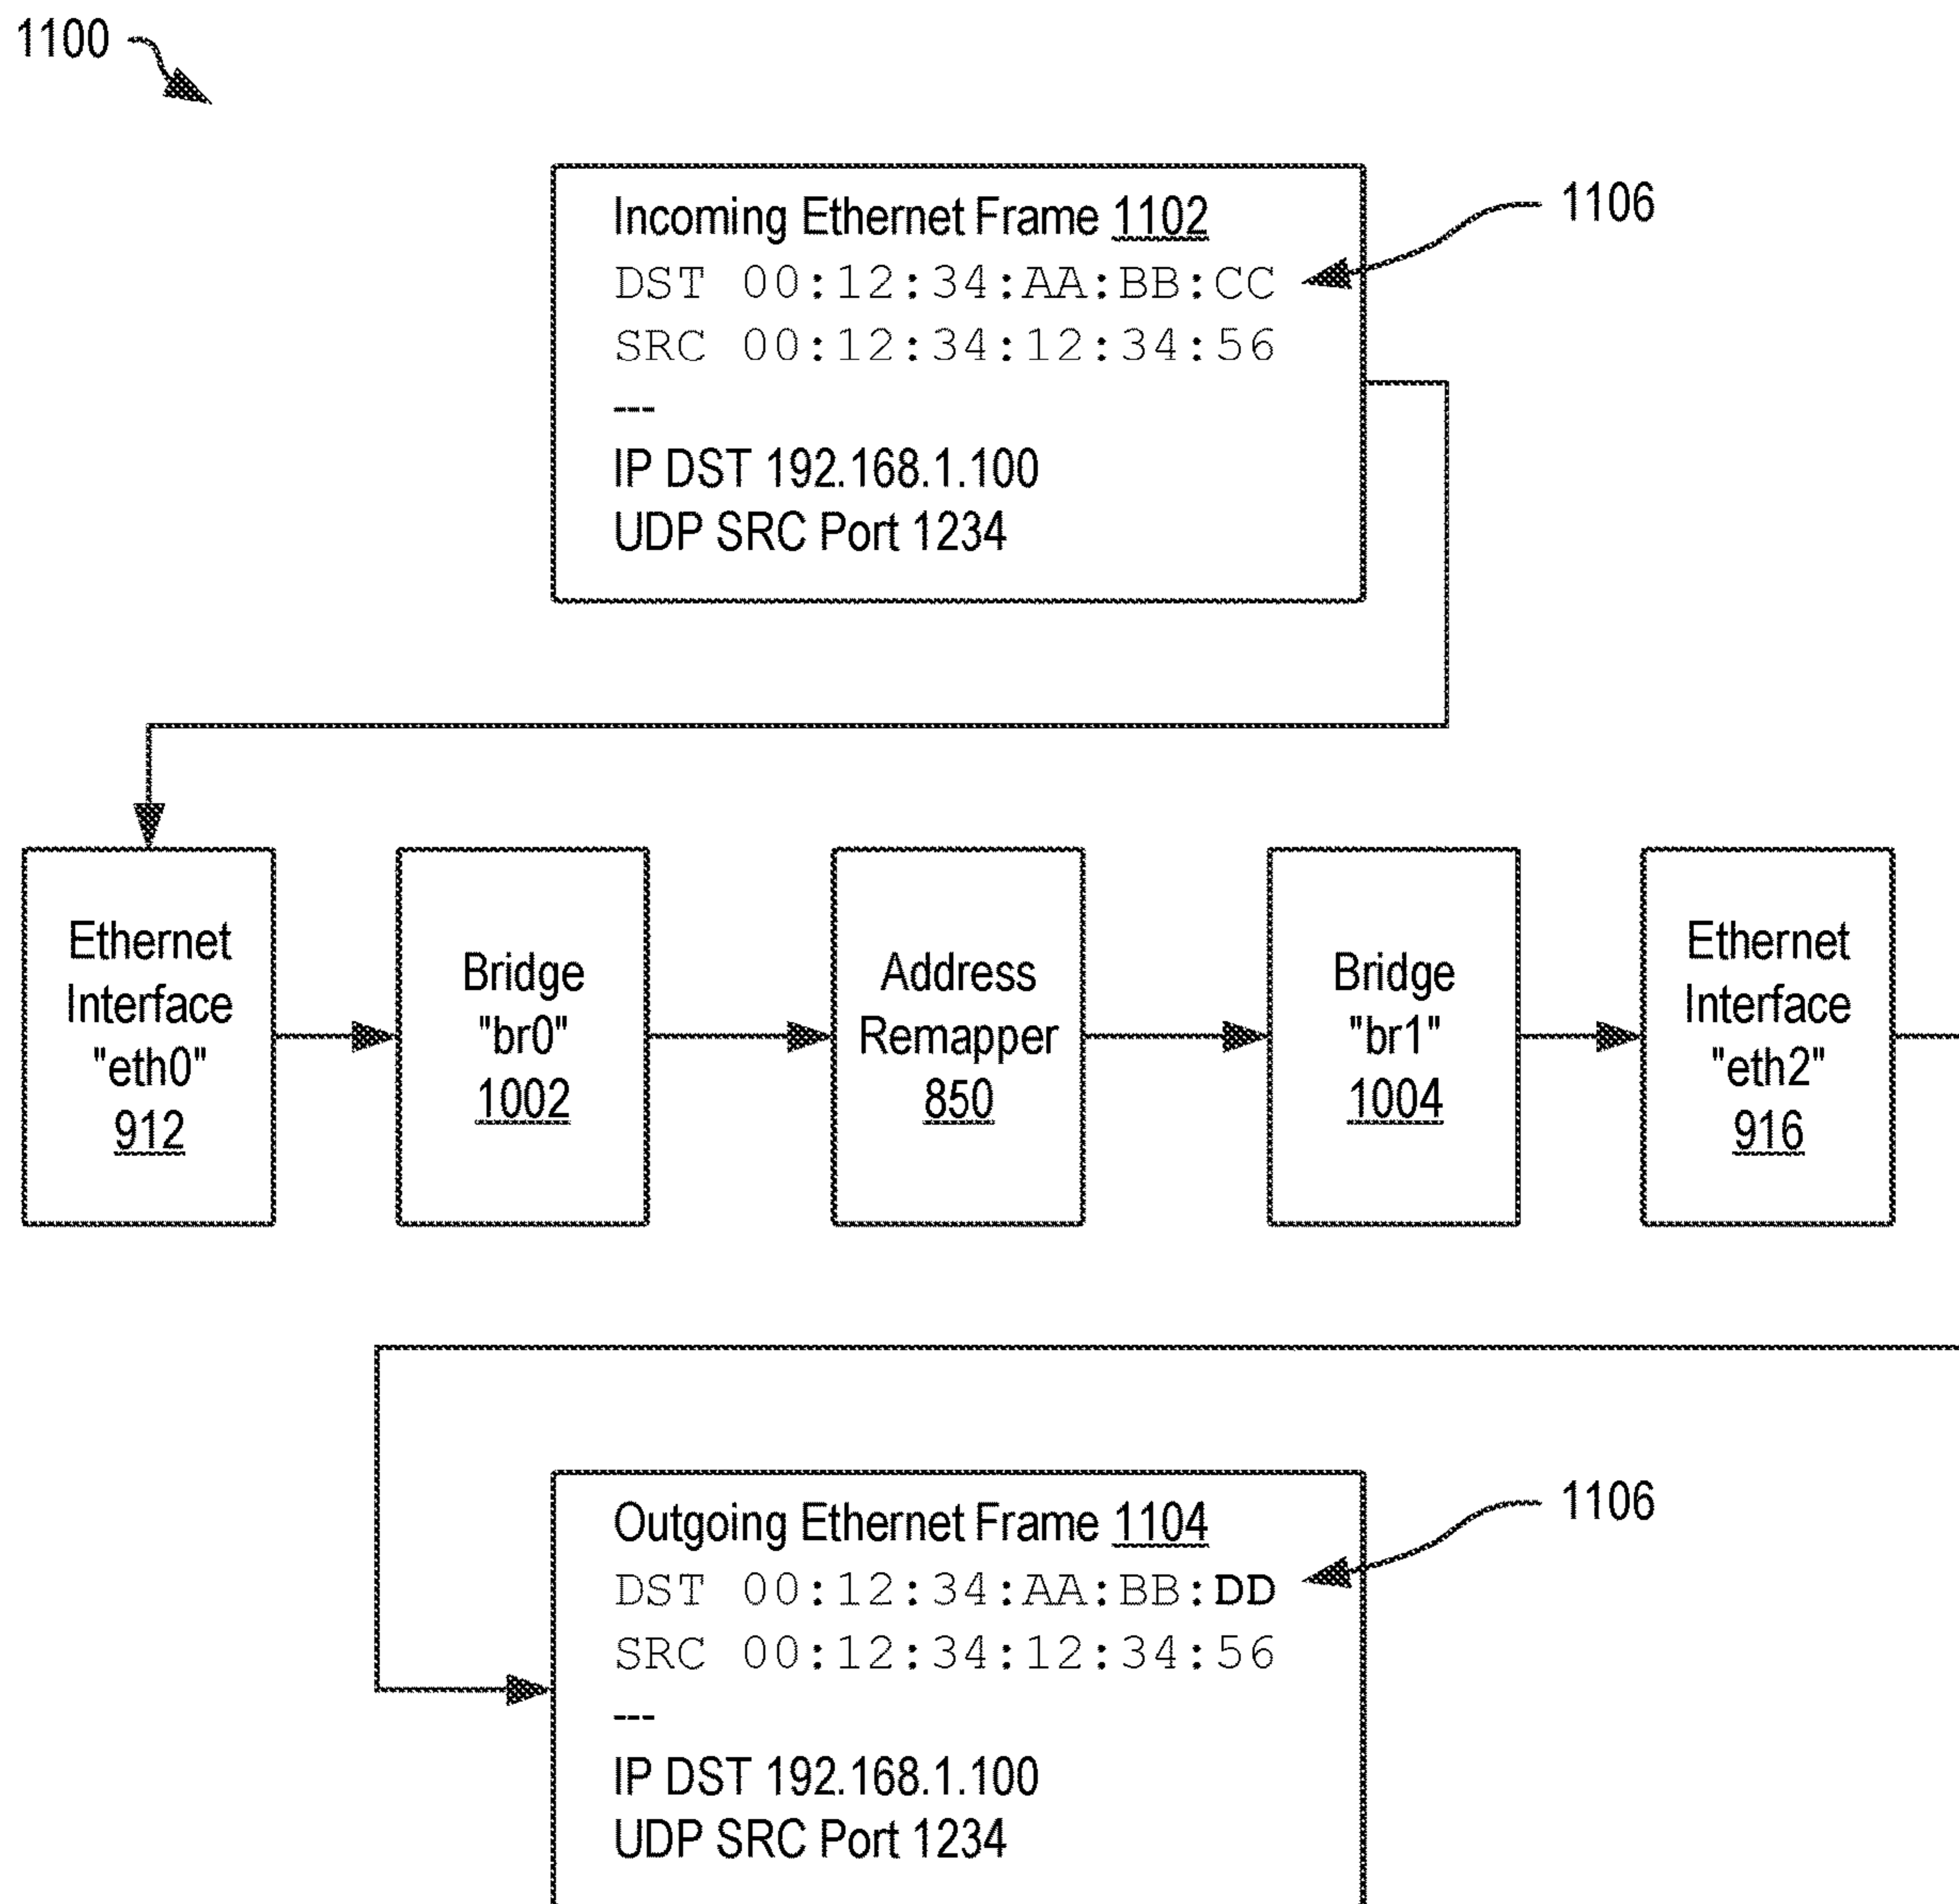 1100
Incoming Ethernet Frame 1102
1106
DST 00:12:34:AA:BB:CC
SRC 00:12:34:12:34:56
---
IP DST 192.168.1.100
UDP SRC Port 1234
Ethernet
Interface
"eth0"
912
Bridge
"br0"
1002
Address
Remapper
850
Bridge
"br1"
1004
Ethernet
Interface
"eth2"
916
Outgoing Ethernet Frame 1104
1106
DST 00:12:34:AA:BB:DD
SRC 00:12:34:12:34:56
---
IP DST 192.168.1.100
UDP SRC Port 1234